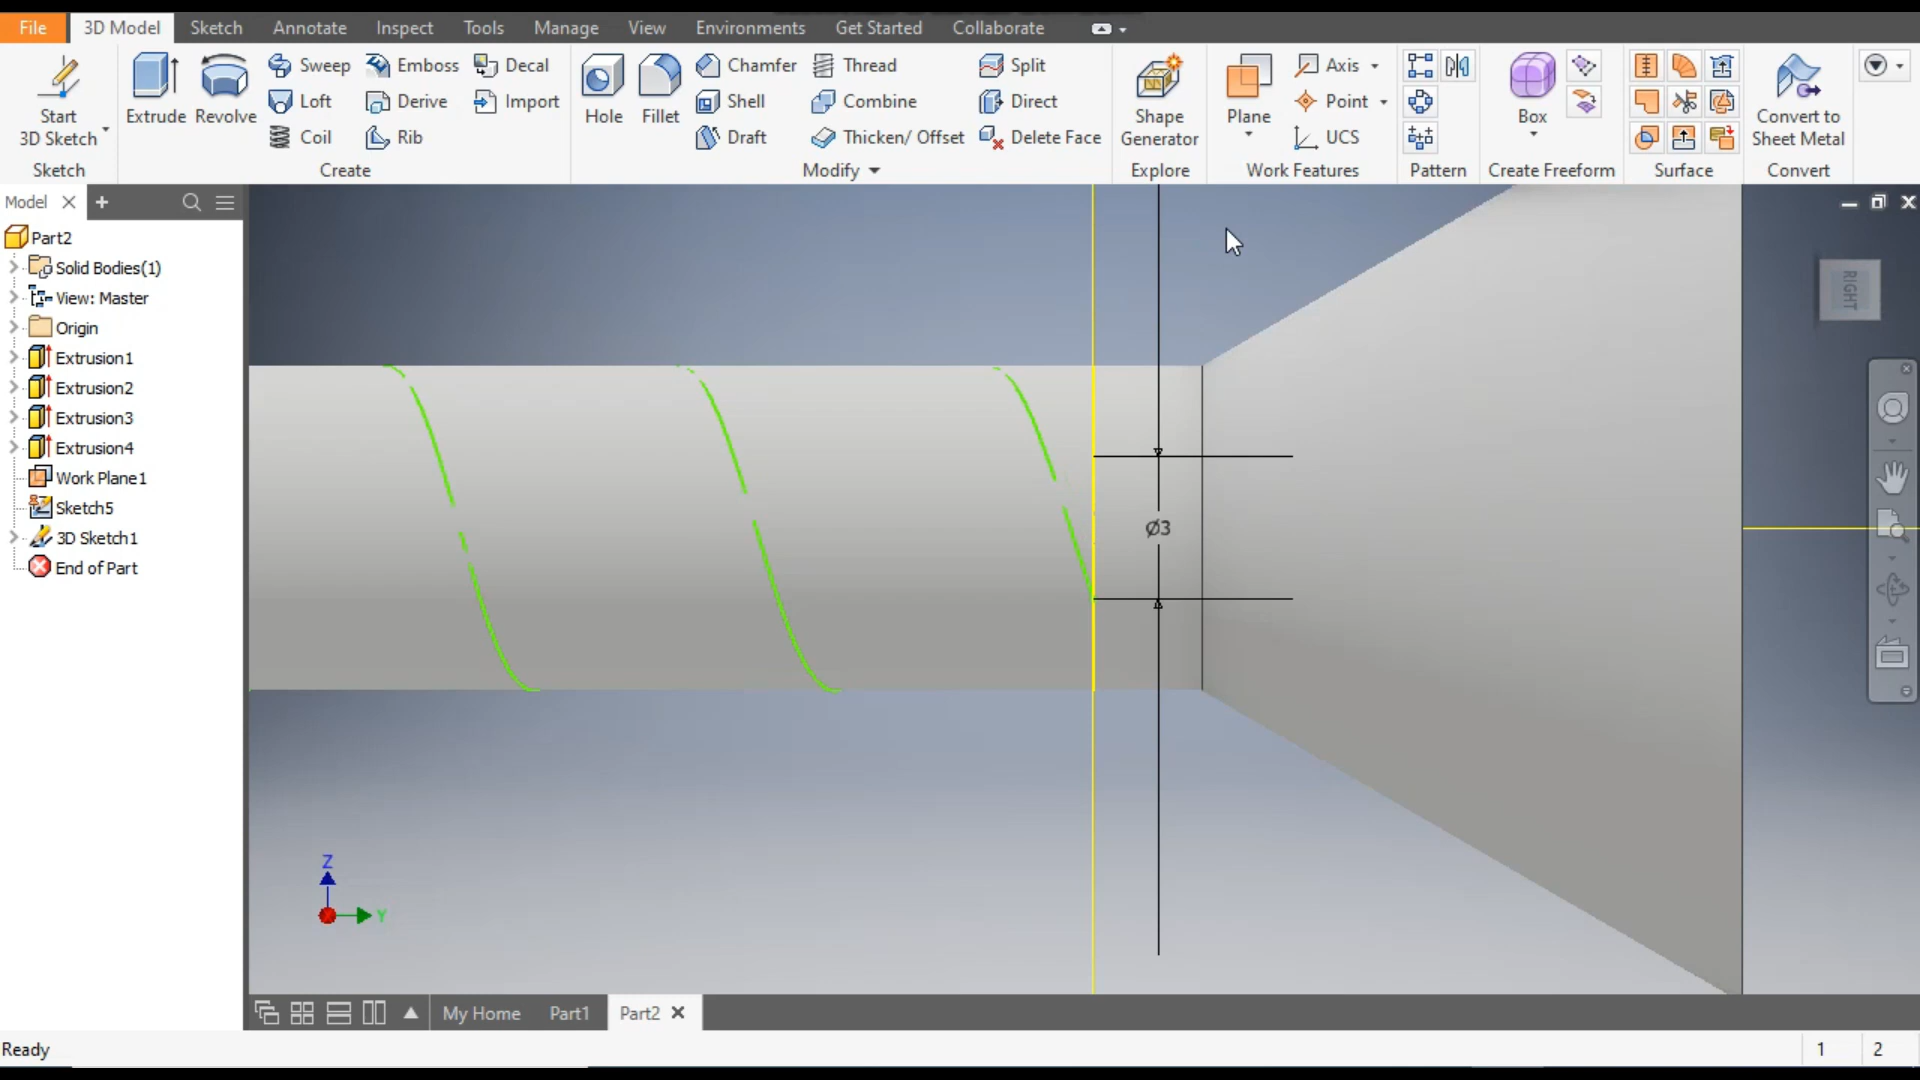 File 3D Model Sketch Annotate Inspect Tools Manage View Environments Get Started Collaborate
Start
3D Sketch
Sketch
Extrude
Revolve
Sweep
Loft
Coil
Emboss
Derive
Rib
Decal
Import
Create
Hole
Fillet
Chamfer
Shell
Draft
Thread
Combine
Thicken/ Offset
Split
Direct
Delete Face
Modify
Shape
Generator
Explore
Plane
Axis
Point
UCS
Work Features
Pattern
Box
Create Freeform
Surface
Convert to
Sheet Metal
Convert
Model
Part2
Solid Bodies(1)
View: Master
Origin
Extrusion1
Extrusion2
Extrusion3
Extrusion4
Work Plane1
Sketch5
3D Sketch1
End of Part
Ø3
RIGHT
Z
Y
My Home Part1 Part2
Ready 1 2